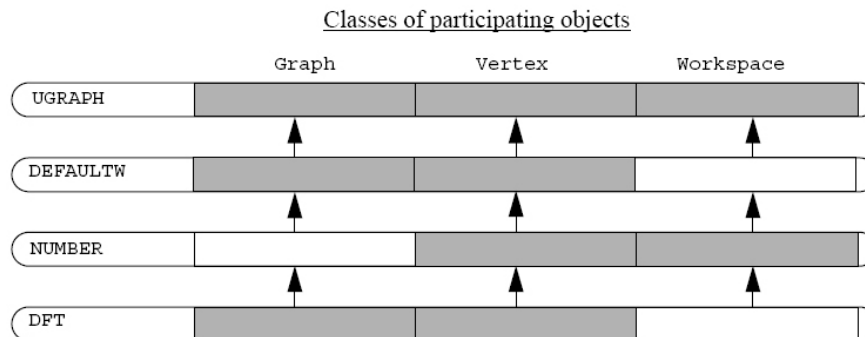 Classes of participating objects
Graph Vertex Workspace
UGRAPH
DEFAULTW
NUMBER
DFT